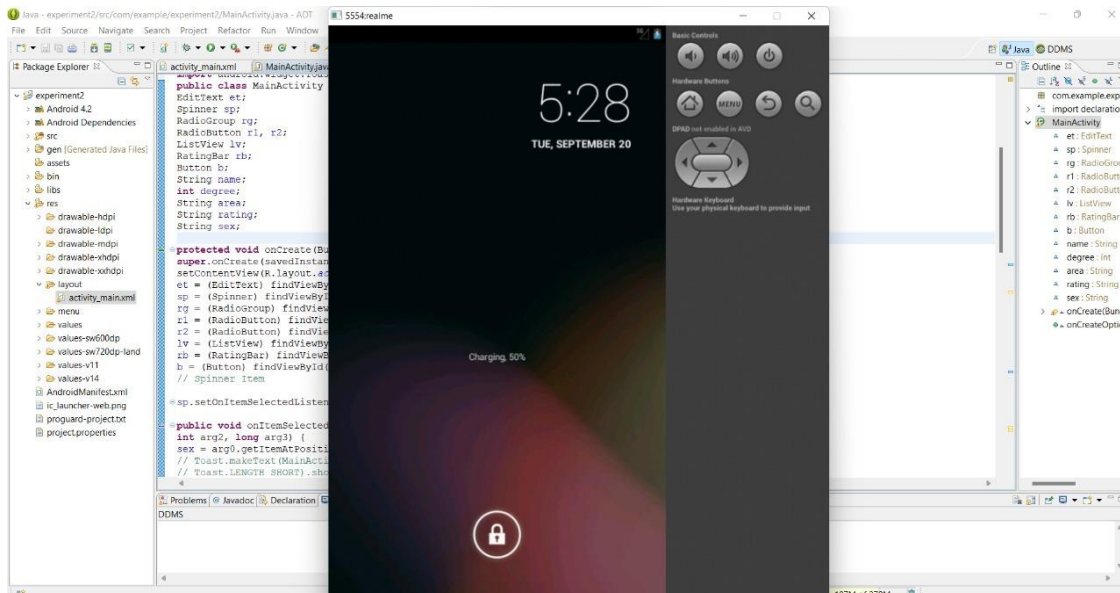 Java - experiment2/src/com/example/experiment2/MainActivity.java - ADT
File Edit Source Navigate Search Project Refactor Run Window
Java DDMS
Package Explorer
experiment2
Android 4.2
Android Dependencies
src
gen [Generated Java Files]
assets
bin
libs
res
drawable-hdpi
drawable-ldpi
drawable-mdpi
drawable-xhdpi
drawable-xxhdpi
layout
activity_main.xml
menu
values
values-sw600dp
values-sw720dp-land
values-v11
values-v14
AndroidManifest.xml
ic_launcher-web.png
proguard-project.txt
project.properties
activity_main.xml MainActivity.java
public class MainActivity
EditText et;
Spinner sp;
RadioGroup rg;
RadioButton r1, r2;
ListView lv;
RatingBar rb;
Button b;
String name;
int degree;
String area;
String rating;
String sex;
protected void onCreate(Bu
super.onCreate(savedInstan
setContentView(R.layout.ac
et = (EditText) findViewBy
sp = (Spinner) findViewById
rg = (RadioGroup) findView
r1 = (RadioButton) findVie
r2 = (RadioButton) findVie
lv = (ListView) findViewBy
rb = (RatingBar) findViewB
b = (Button) findViewById(
// Spinner Item
sp.setOnItemSelectedListen
public void onItemSelected
int arg2, long arg3) {
sex = arg0.getItemAtPositi
// Toast.makeText(MainActi
// Toast.LENGTH SHORT).sho
Problems Javadoc Declaration
DDMS
5554:realme
5:28
TUE, SEPTEMBER 20
Charging, 50%
Basic Controls
Hardware Buttons
MENU
DPAD not enabled in AVD
Hardware Keyboard
Use your physical keyboard to provide input
Outline
com.example.exp
import declaratio
MainActivity
et : EditText
sp : Spinner
rg : RadioGrou
r1 : RadioButt
r2 : RadioButt
lv : ListView
rb : RatingBar
b : Button
name : String
degree : int
area : String
rating : String
sex : String
onCreate(Bun
onCreateOptio